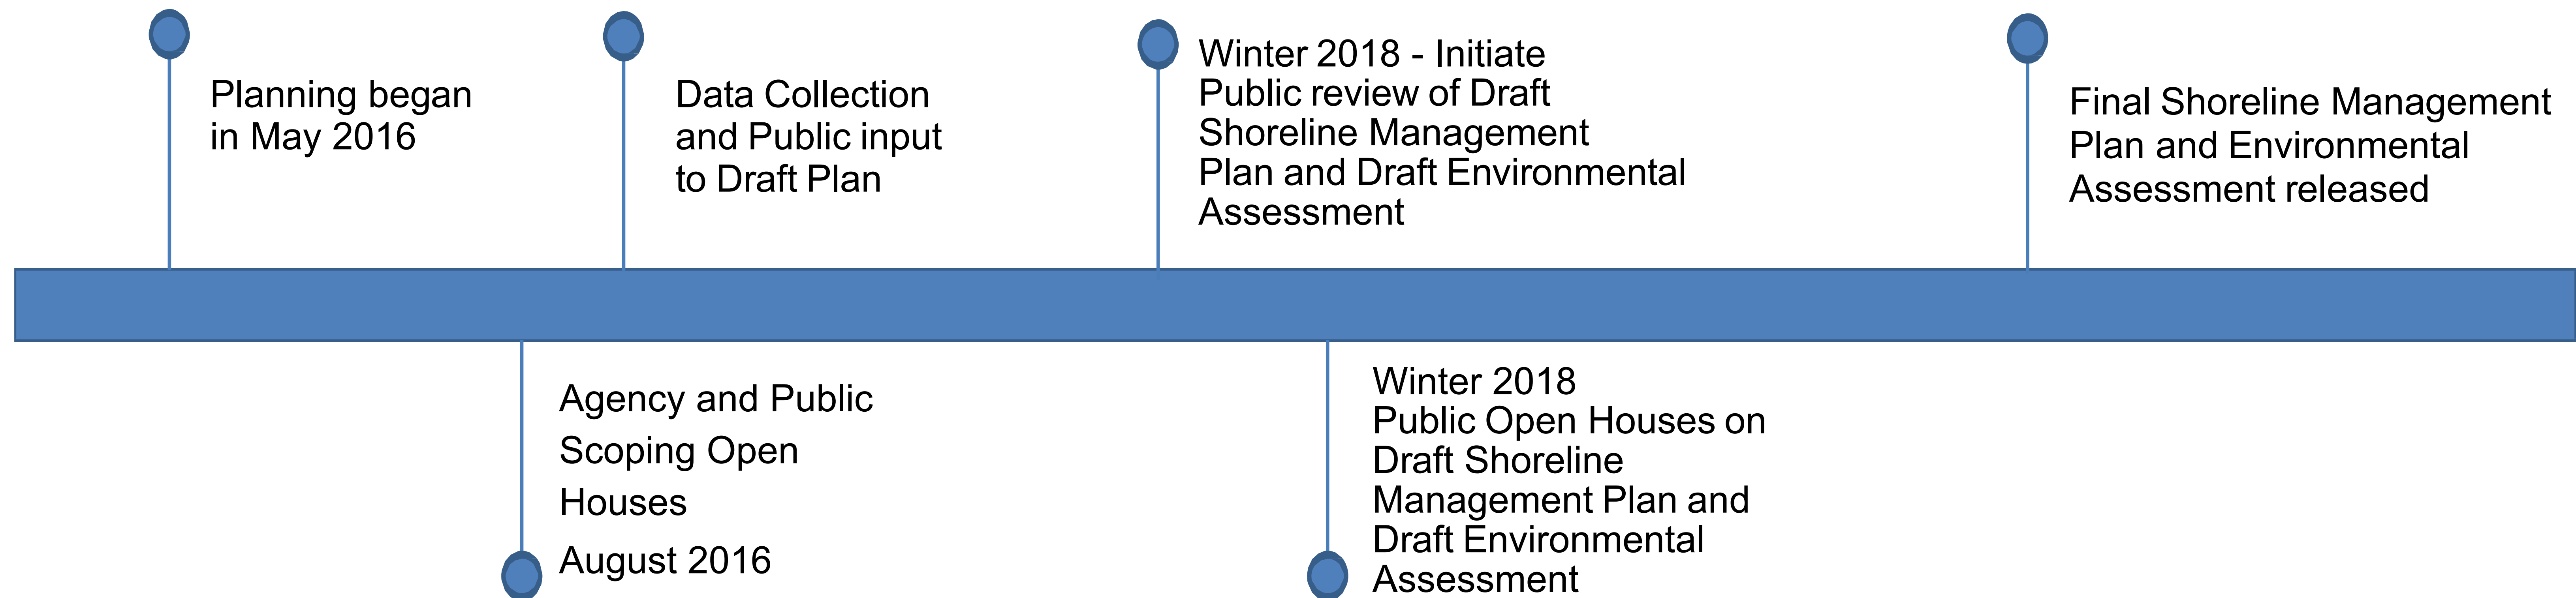 Planning began
in May 2016
Data Collection
and Public input
to Draft Plan
Winter 2018 - Initiate
Public review of Draft
Shoreline Management
Plan and Draft Environmental
Assessment
Final Shoreline Management
Plan and Environmental
Assessment released
Agency and Public
Scoping Open
Houses
August 2016
Winter 2018
Public Open Houses on
Draft Shoreline
Management Plan and
Draft Environmental
Assessment